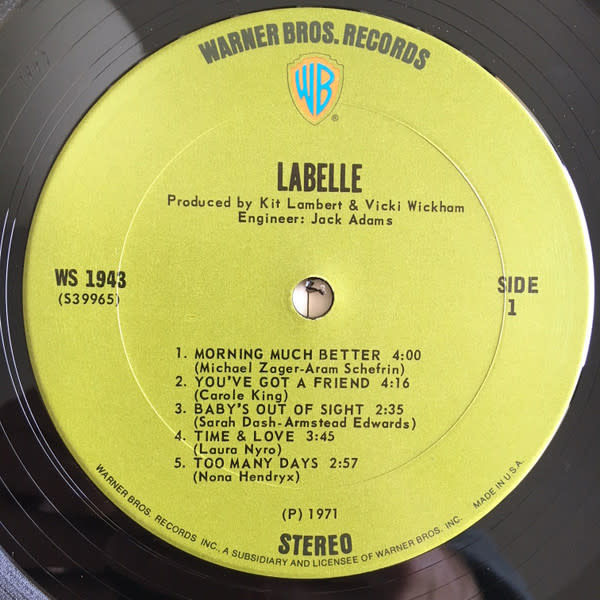 WARNER BROS. RECORDS
WB
®
LABELLE
Produced by Kit Lambert & Vicki Wickham
Engineer: Jack Adams
WS 1943
(S39965)
SIDE
1
1. MORNING MUCH BETTER 4:00
(Michael Zager-Aram Schefrin)
2. YOU'VE GOT A FRIEND 4:16
(Carole King)
3. BABY'S OUT OF SIGHT 2:35
(Sarah Dash-Armstead Edwards)
4. TIME & LOVE 3:45
(Laura Nyro)
5. TOO MANY DAYS 2:57
(Nona Hendryx)
(P) 1971
STEREO
WARNER BROS. RECORDS INC., A SUBSIDIARY AND LICENSEE OF WARNER BROS. INC.
MADE IN U.S.A.